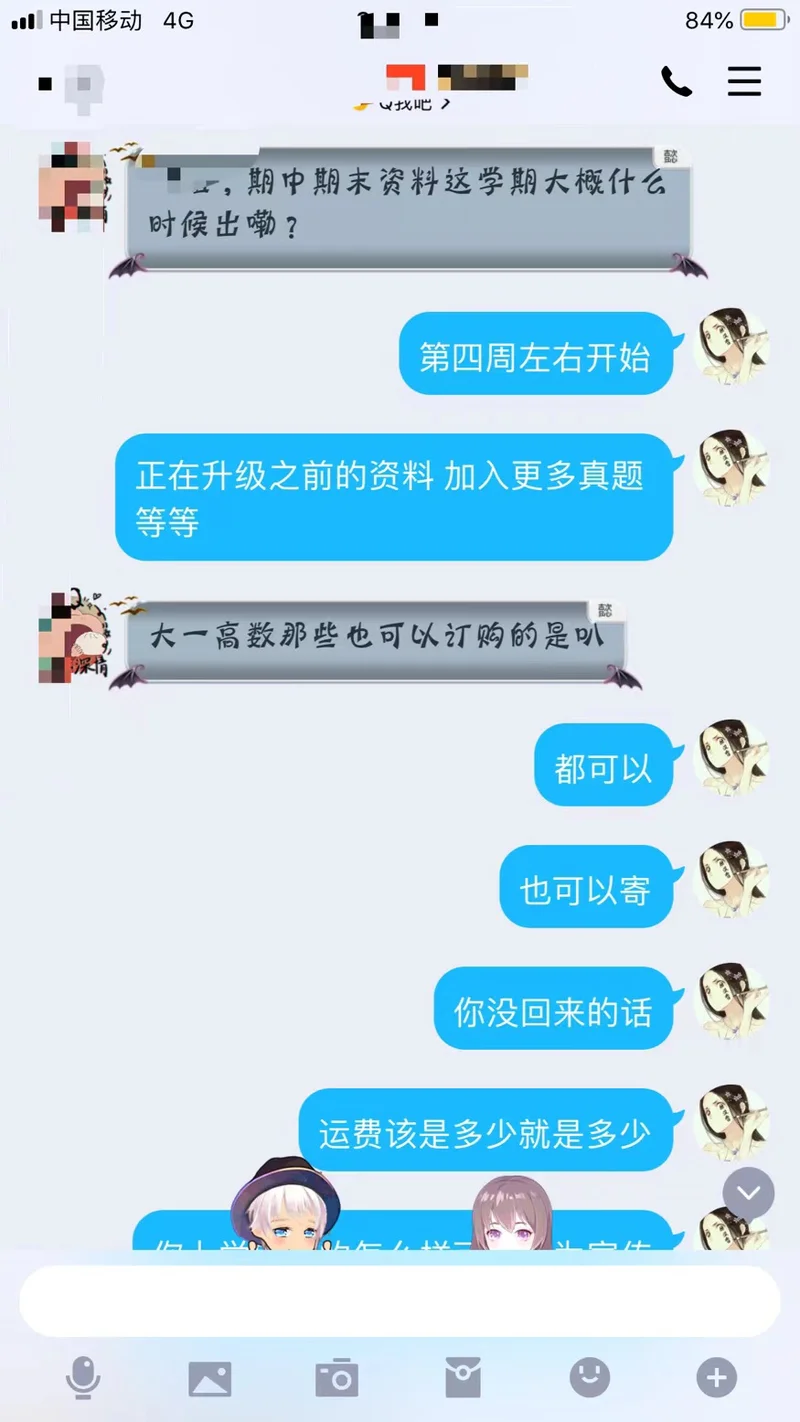 中国移动 4G 84%
Q我吧
，期中期末资料这学期大概什么
时候出嘞？
第四周左右开始
正在升级之前的资料 加入更多真题
等等
大一高数那些也可以订购的是叭
深情
都可以
也可以寄
你没回来的话
运费该是多少就是多少